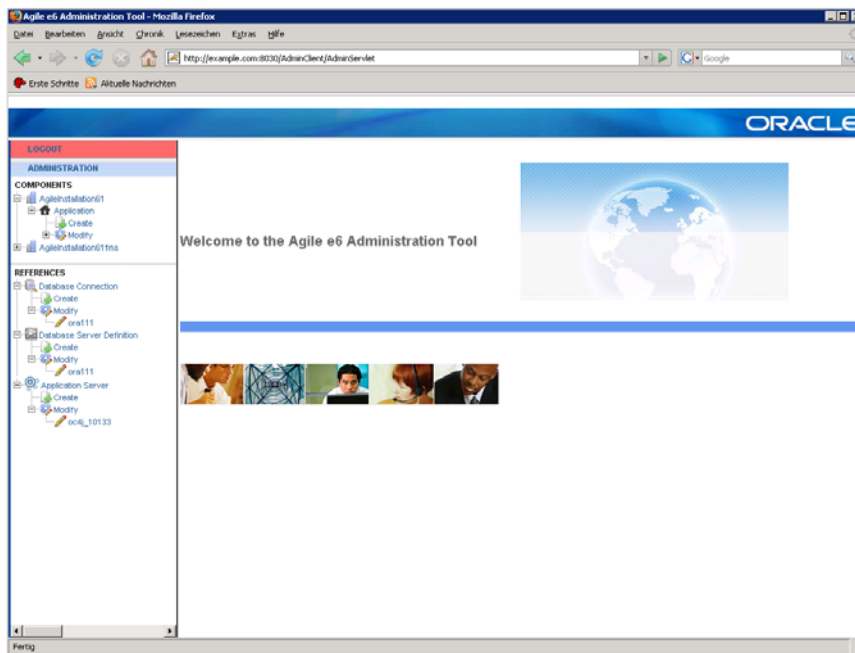 Agile e6 Administration Tool - Mozilla Firefox
Datei Bearbeiten Ansicht Chronik Lesezeichen Extras Hilfe
http://example.com:8030/AdminClient/AdminServlet
Google
Erste Schritte Aktuelle Nachrichten
ORACLE
LOGOUT
ADMINISTRATION
COMPONENTS
AgileInstallation61
Application
Create
Modify
AgileInstallation61tns
Welcome to the Agile e6 Administration Tool
REFERENCES
Database Connection
Create
Modify
ora111
Database Server Definition
Create
Modify
ora111
Application Server
Create
Modify
oc4j_10133
Fertig